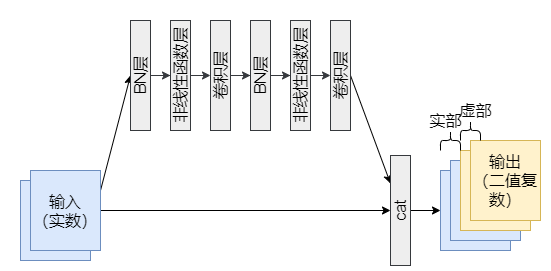 BN层
非线性函数层
卷积层
BN层
非线性函数层
卷积层
输入
（实数）
cat
实部
虚部
输出
（二值复
数）